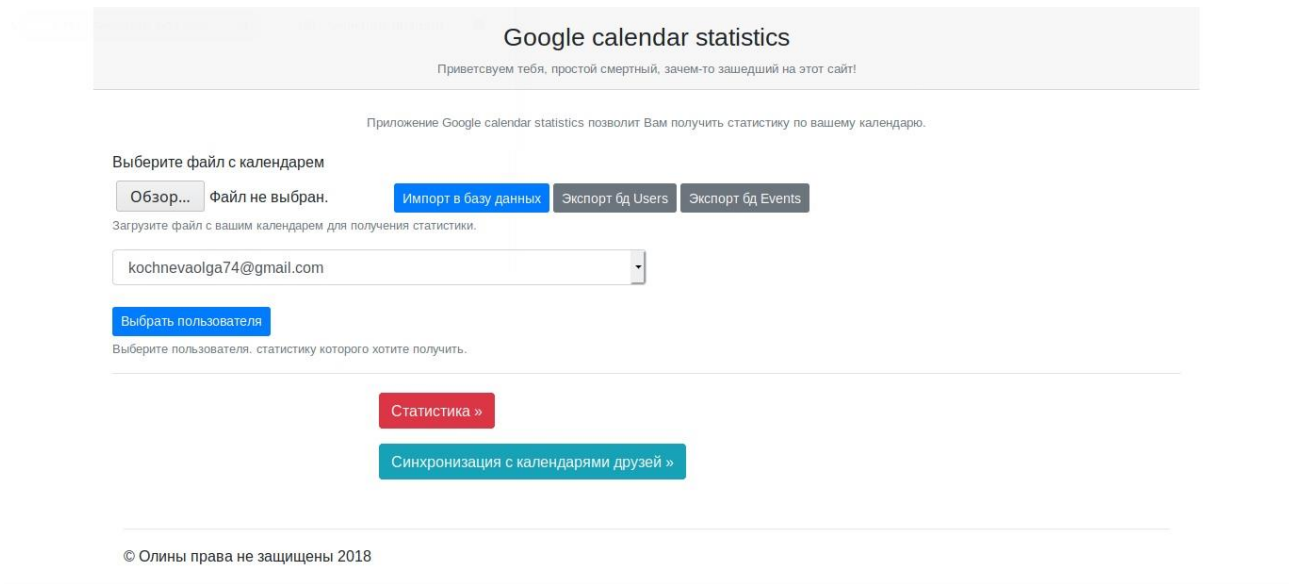 Google calendar statistics
Приветсвуем тебя, простой смертный, зачем-то зашедший на этот сайт!
Приложение Google calendar statistics позволит Вам получить статистику по вашему календарю.
Выберите файл с календарем
Обзор... Файл не выбран. Импорт в базу данных Экспорт бд Users Экспорт бд Events
Загрузите файл с вашим календарем для получения статистики.
kochnevaolga74@gmail.com
Выбрать пользователя
Выберите пользователя. статистику которого хотите получить.
Статистика »
Синхронизация с календарями друзей »
© Олины права не защищены 2018